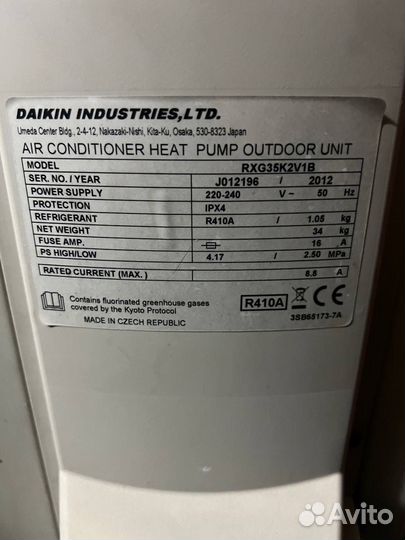 DAIKIN INDUSTRIES,LTD.
Umeda Center Bldg., 2-4-12, Nakazaki-Nishi, Kita-Ku, Osaka, 530-8323 Japan
AIR CONDITIONER HEAT PUMP OUTDOOR UNIT
MODEL RXG35K2V1B
SER. NO. / YEAR J012196 / 2012
POWER SUPPLY 220-240 V ~ 50 Hz
PROTECTION IPX4
REFRIGERANT R410A / 1.05 kg
NET WEIGHT 34 kg
FUSE AMP. 16 A
PS HIGH/LOW 4.17 / 2.50 MPa
RATED CURRENT (MAX.) 8.8 A
Contains fluorinated greenhouse gases
covered by the Kyoto Protocol
R410A CE
MADE IN CZECH REPUBLIC 3SB65173-7A
Avito